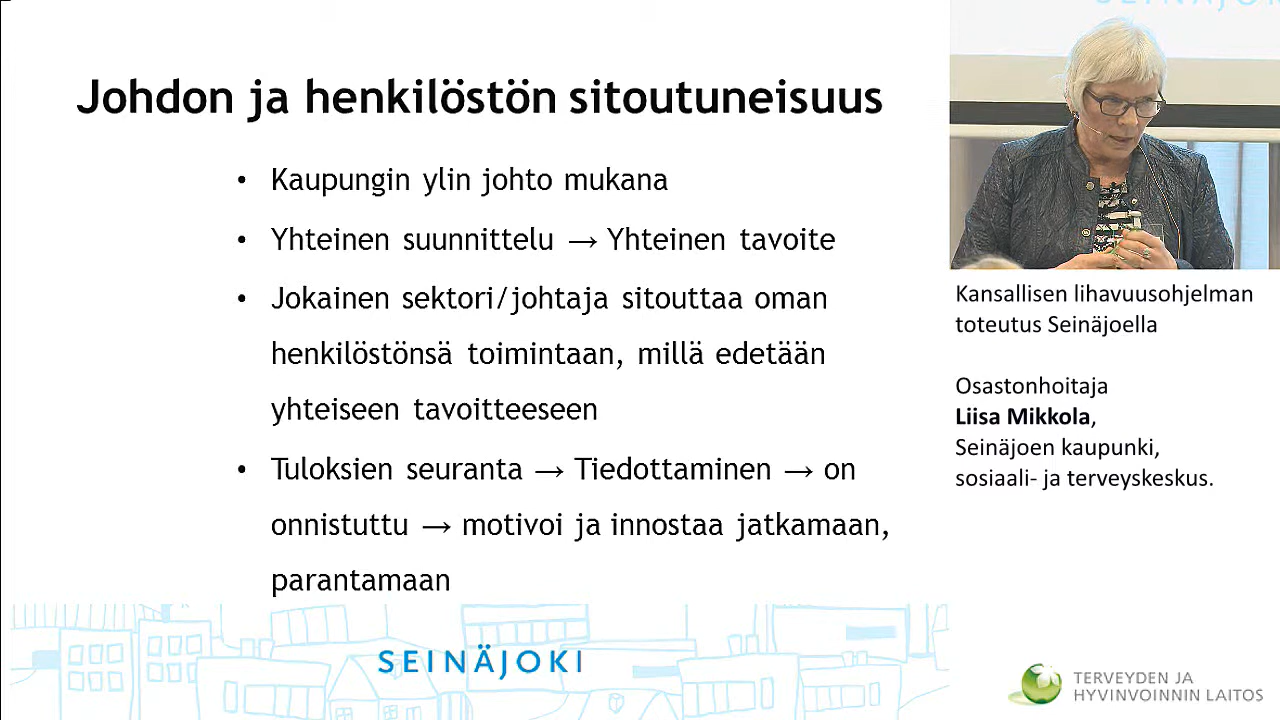 Johdon ja henkilöstön sitoutuneisuus
• Kaupungin ylin johto mukana
• Yhteinen suunnittelu → Yhteinen tavoite
• Jokainen sektori/johtaja sitouttaa oman
henkilöstönsä toimintaan, millä edetään
yhteiseen tavoitteeseen
• Tuloksien seuranta → Tiedottaminen → on
onnistuttu → motivoi ja innostaa jatkamaan,
parantamaan
SEINÄJOKI
SEINÄJOKI
Kansallisen lihavuusohjelman
toteutus Seinäjoella
Osastonhoitaja
Liisa Mikkola,
Seinäjoen kaupunki,
sosiaali- ja terveyskeskus.
TERVEYDEN JA
HYVINVOINNIN LAITOS